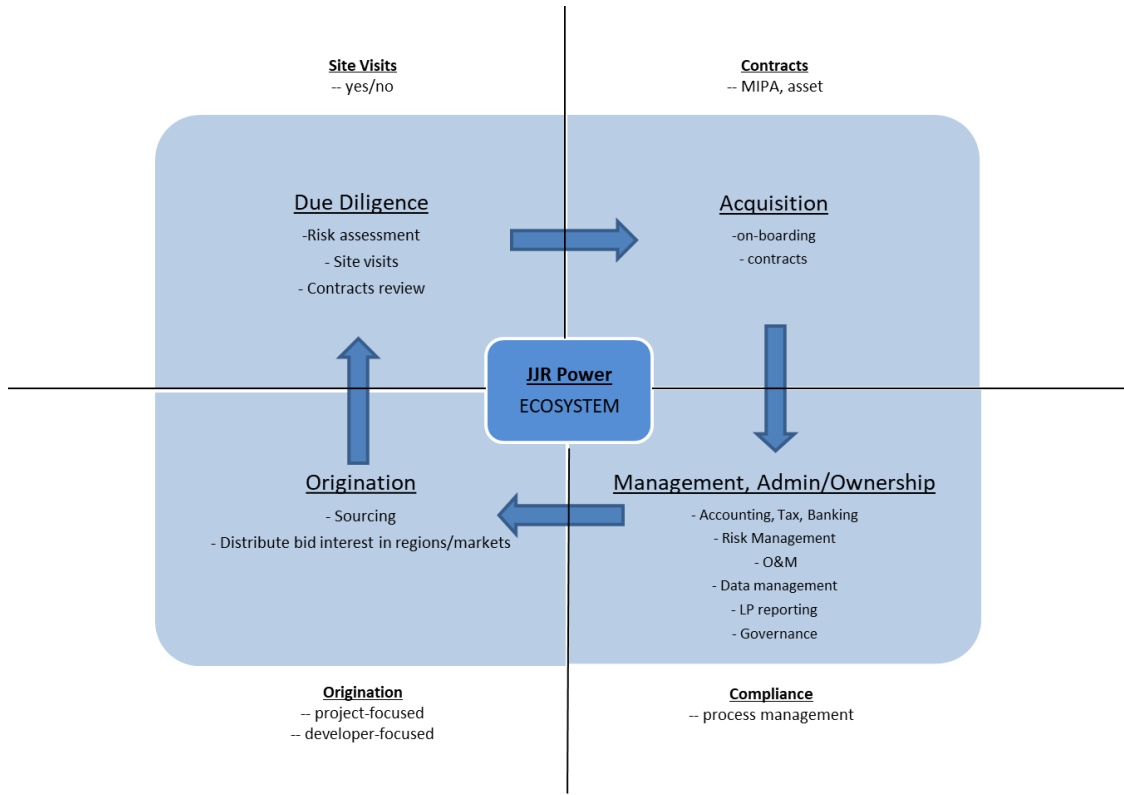 Site Visits
-- yes/no
Contracts
-- MIPA, asset
Due Diligence
-Risk assessment
- Site visits
- Contracts review
Acquisition
-on-boarding
- contracts
JJR Power
ECOSYSTEM
Origination
- Sourcing
- Distribute bid interest in regions/markets
Management, Admin/Ownership
- Accounting, Tax, Banking
- Risk Management
- O&M
- Data management
- LP reporting
- Governance
Origination
-- project-focused
-- developer-focused
Compliance
-- process management